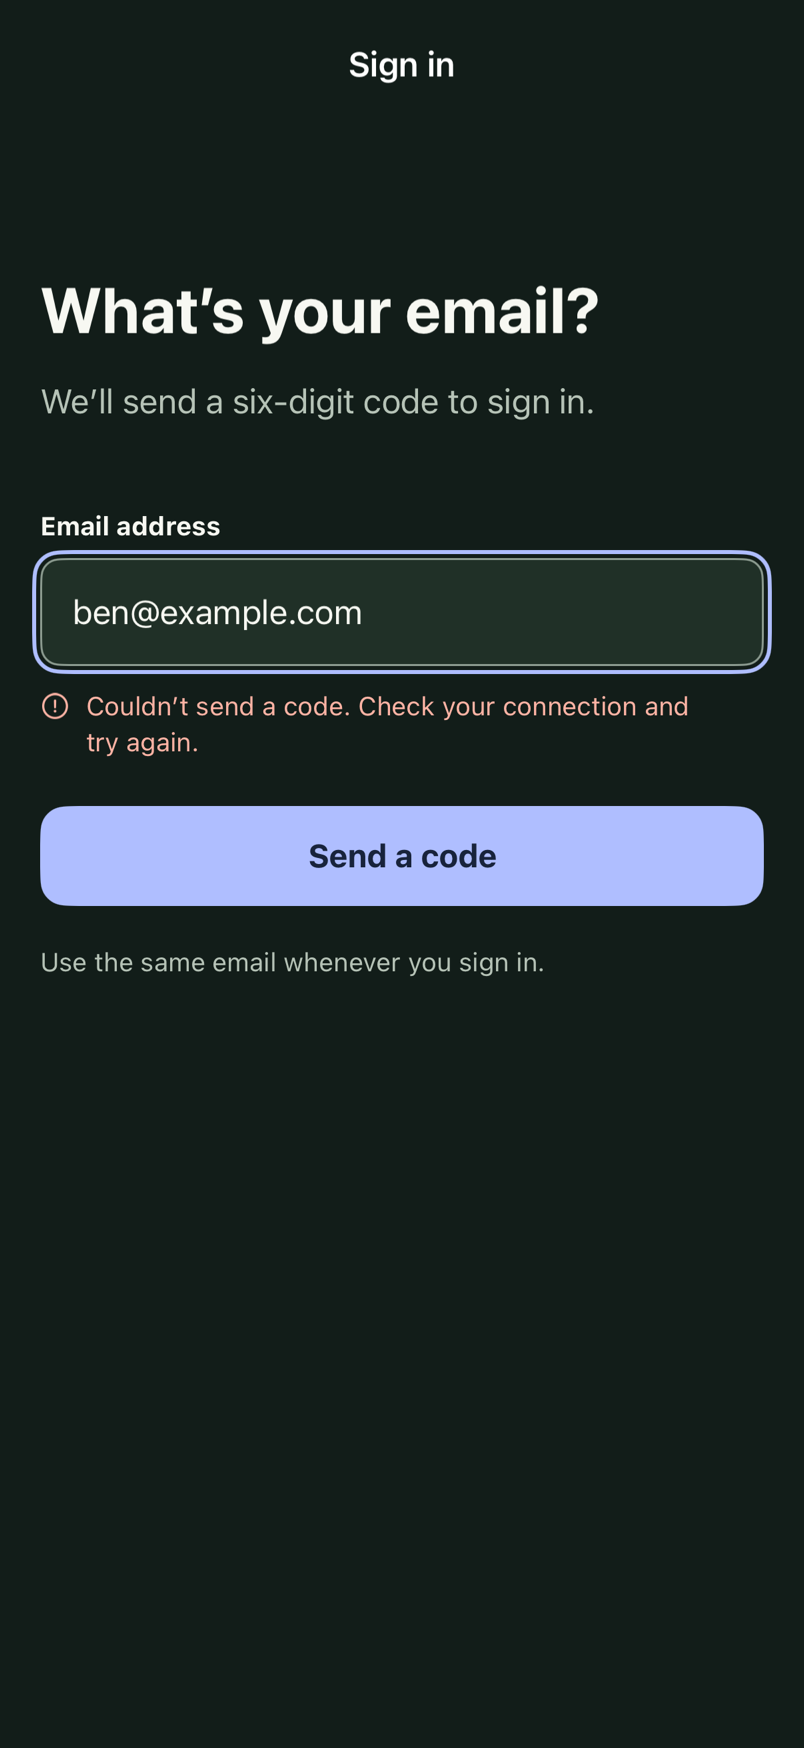 Sign in
What’s your email?
We’ll send a six-digit code to sign in.
Email address
ben@example.com
Couldn’t send a code. Check your connection and
try again.
Send a code
Use the same email whenever you sign in.